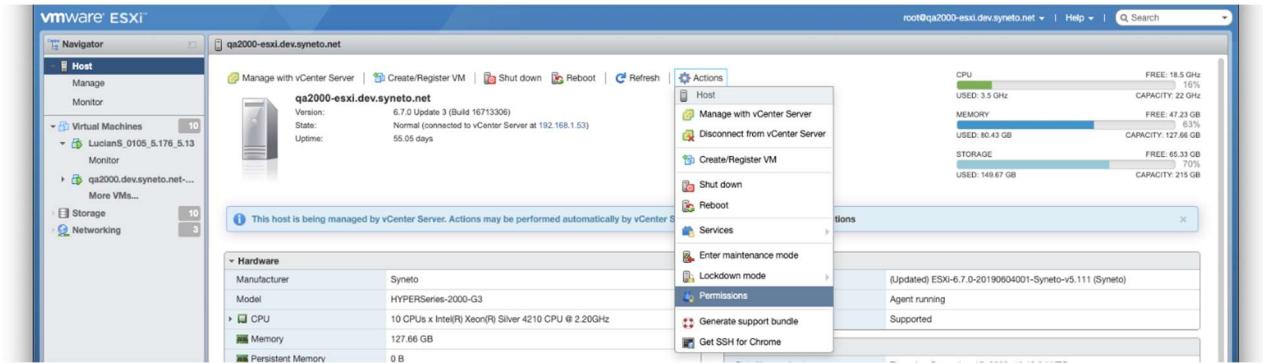 vmware ESXi™
root@qa2000-esxi.dev.syneto.net | Help | Search
Navigator
qa2000-esxi.dev.syneto.net
Host
Manage
Monitor
Virtual Machines 10
LucianS_0105_5.176_5.13
Monitor
qa2000.dev.syneto.net-...
More VMs...
Storage 10
Networking 3
Manage with vCenter Server | Create/Register VM | Shut down Reboot | Refresh | Actions
qa2000-esxi.dev.syneto.net
Version: 6.7.0 Update 3 (Build 16713306)
State: Normal (connected to vCenter Server at 192.168.1.53)
Uptime: 55.05 days
CPU FREE: 18.5 GHz
16%
USED: 3.5 GHz CAPACITY: 22 GHz
MEMORY FREE: 47.23 GB
63%
USED: 80.43 GB CAPACITY: 127.66 GB
STORAGE FREE: 65.33 GB
70%
USED: 149.67 GB CAPACITY: 215 GB
Host
Manage with vCenter Server
Disconnect from vCenter Server
Create/Register VM
Shut down
Reboot
Services
Enter maintenance mode
Lockdown mode
Permissions
Generate support bundle
Get SSH for Chrome
This host is being managed by vCenter Server. Actions may be performed automatically by vCenter S
tions
Hardware
Manufacturer Syneto
Model HYPERSeries-2000-G3
CPU 10 CPUs x Intel(R) Xeon(R) Silver 4210 CPU @ 2.20GHz
Memory 127.66 GB
Persistent Memory 0 B
(Updated) ESXi-6.7.0-20190604001-Syneto-v5.111 (Syneto)
Agent running
Supported